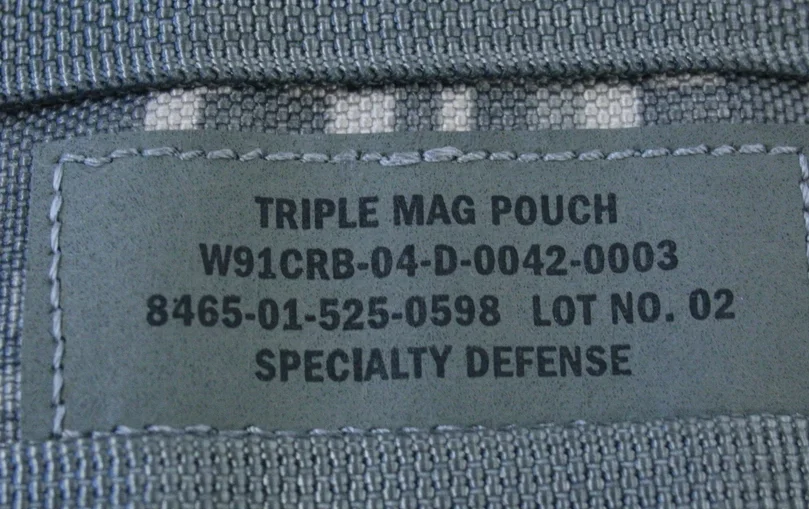 TRIPLE MAG POUCH
W91CRB-04-D-0042-0003
8465-01-525-0598 LOT NO. 02
SPECIALTY DEFENSE